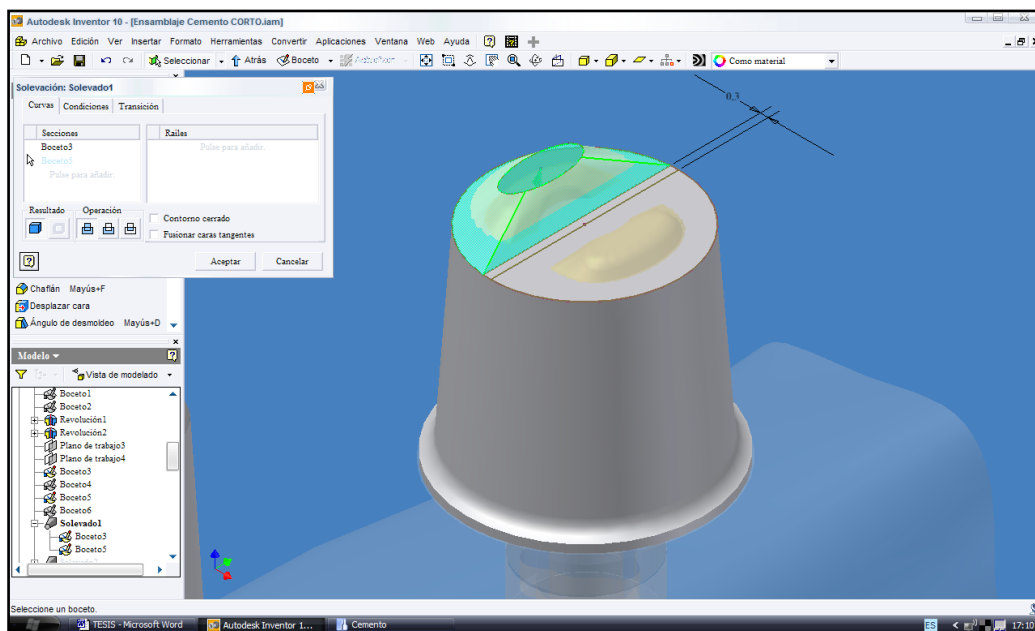 Autodesk Inventor 10 - [Ensamblaje Cemento CORTO.iam]
Archivo Edición Ver Insertar Formato Herramientas Convertir Aplicaciones Ventana Web Ayuda
Seleccionar Atrás Boceto Como material
Solevación: Solevado1
Curvas Condiciones Transición
Secciones Raíles
Boceto3 Pulse para añadir.
Boceto5
Pulse para añadir.
Resultado Operación
Contorno cerrado
Fusionar caras tangentes
Aceptar Cancelar
0,3
Chaflán Mayús+F
Desplazar cara
Ángulo de desmoldeo Mayús+D
Modelo
Vista de modelado
Boceto1
Boceto2
Revolución1
Revolución2
Plano de trabajo3
Plano de trabajo4
Boceto3
Boceto4
Boceto5
Boceto6
Solevado1
Boceto3
Boceto5
Seleccione un boceto.
TESIS - Microsoft Word Autodesk Inventor 1... Cemento ES 17:10